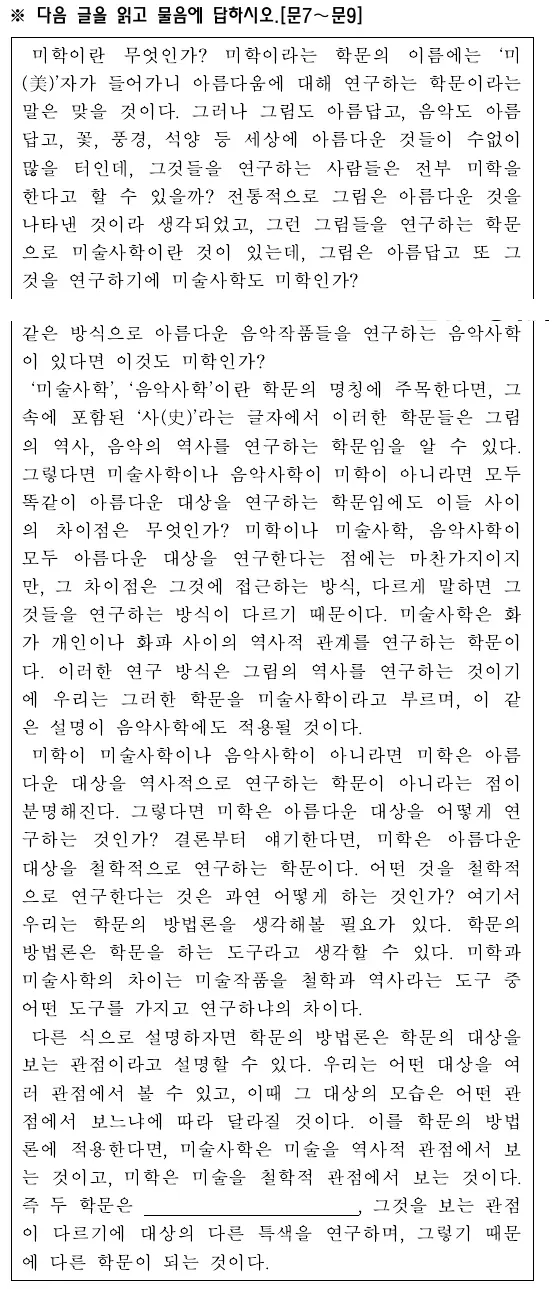 ※ 다음 글을 읽고 물음에 답하시오.[문7～문9]
미학이란 무엇인가? 미학이라는 학문의 이름에는 ‘미
(美)’자가 들어가니 아름다움에 대해 연구하는 학문이라는
말은 맞을 것이다. 그러나 그림도 아름답고, 음악도 아름
답고, 꽃, 풍경, 석양 등 세상에 아름다운 것들이 수없이
많을 터인데, 그것들을 연구하는 사람들은 전부 미학을
한다고 할 수 있을까? 전통적으로 그림은 아름다운 것을
나타낸 것이라 생각되었고, 그런 그림들을 연구하는 학문
으로 미술사학이란 것이 있는데, 그림은 아름답고 또 그
것을 연구하기에 미술사학도 미학인가?
같은 방식으로 아름다운 음악작품들을 연구하는 음악사학
이 있다면 이것도 미학인가?
‘미술사학’, ‘음악사학’이란 학문의 명칭에 주목한다면, 그
속에 포함된 ‘사(史)’라는 글자에서 이러한 학문들은 그림
의 역사, 음악의 역사를 연구하는 학문임을 알 수 있다.
그렇다면 미술사학이나 음악사학이 미학이 아니라면 모두
똑같이 아름다운 대상을 연구하는 학문임에도 이들 사이
의 차이점은 무엇인가? 미학이나 미술사학, 음악사학이
모두 아름다운 대상을 연구한다는 점에는 마찬가지이지
만, 그 차이점은 그것에 접근하는 방식, 다르게 말하면 그
것들을 연구하는 방식이 다르기 때문이다. 미술사학은 화
가 개인이나 화파 사이의 역사적 관계를 연구하는 학문이
다. 이러한 연구 방식은 그림의 역사를 연구하는 것이기
에 우리는 그러한 학문을 미술사학이라고 부르며, 이 같
은 설명이 음악사학에도 적용될 것이다.
미학이 미술사학이나 음악사학이 아니라면 미학은 아름
다운 대상을 역사적으로 연구하는 학문이 아니라는 점이
분명해진다. 그렇다면 미학은 아름다운 대상을 어떻게 연
구하는 것인가? 결론부터 얘기한다면, 미학은 아름다운
대상을 철학적으로 연구하는 학문이다. 어떤 것을 철학적
으로 연구한다는 것은 과연 어떻게 하는 것인가? 여기서
우리는 학문의 방법론을 생각해볼 필요가 있다. 학문의
방법론은 학문을 하는 도구라고 생각할 수 있다. 미학과
미술사학의 차이는 미술작품을 철학과 역사라는 도구 중
어떤 도구를 가지고 연구하냐의 차이다.
다른 식으로 설명하자면 학문의 방법론은 학문의 대상을
보는 관점이라고 설명할 수 있다. 우리는 어떤 대상을 여
러 관점에서 볼 수 있고, 이때 그 대상의 모습은 어떤 관
점에서 보느냐에 따라 달라질 것이다. 이를 학문의 방법
론에 적용한다면, 미술사학은 미술을 역사적 관점에서 보
는 것이고, 미학은 미술을 철학적 관점에서 보는 것이다.
즉 두 학문은 ____________________, 그것을 보는 관점
이 다르기에 대상의 다른 특색을 연구하며, 그렇기 때문
에 다른 학문이 되는 것이다.